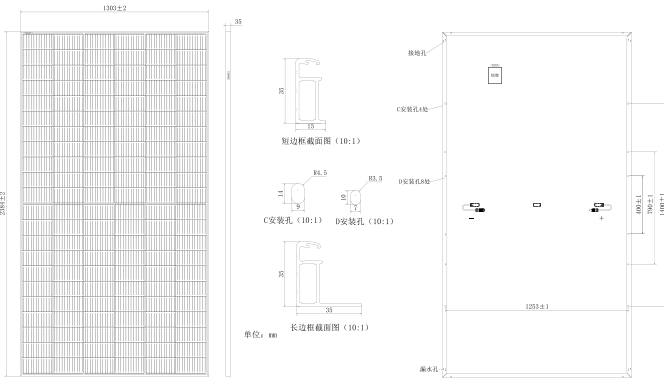 1303±2
35
2384±2
35
15
短边框截面图（10:1）
R4.5
14
9
C安装孔（10:1）
R3.5
10
7
D安装孔（10:1）
35
35
长边框截面图（10:1）
单位：mm
接地孔
C安装孔4处
D安装孔8处
−
+
400±1
790±1
1400±1
1253±1
漏水孔